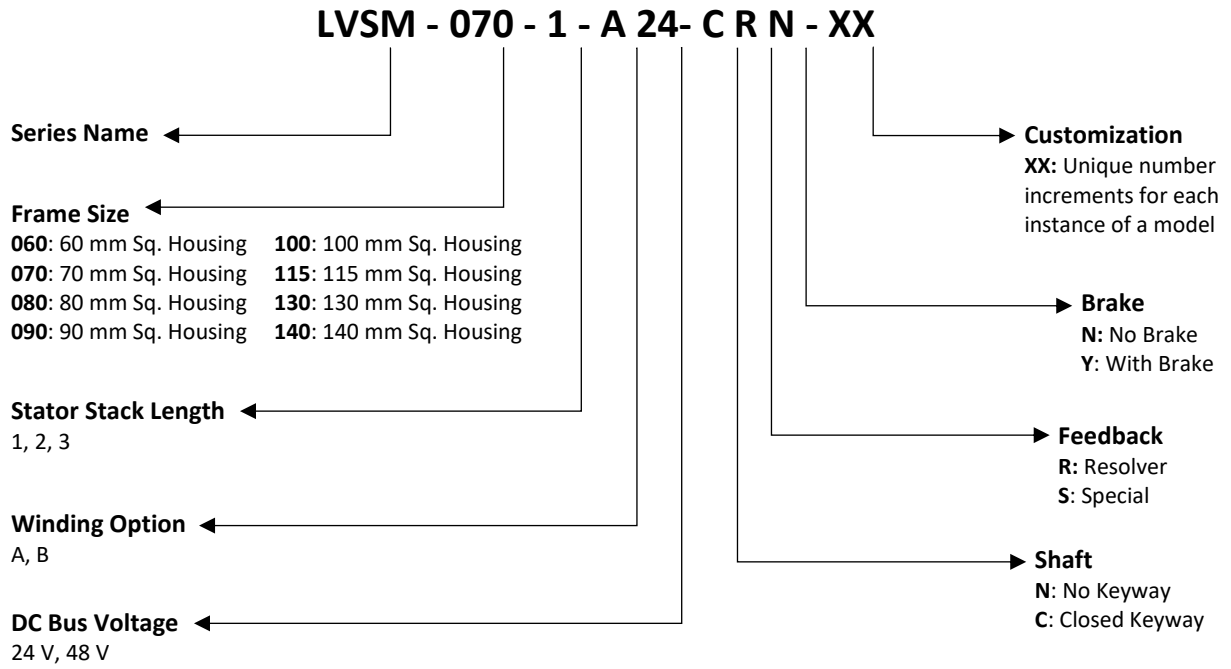 LVSM - 070 - 1 - A 24- C R N - XX
Series Name
Frame Size
060: 60 mm Sq. Housing 100: 100 mm Sq. Housing
070: 70 mm Sq. Housing 115: 115 mm Sq. Housing
080: 80 mm Sq. Housing 130: 130 mm Sq. Housing
090: 90 mm Sq. Housing 140: 140 mm Sq. Housing
Stator Stack Length
1, 2, 3
Winding Option
A, B
DC Bus Voltage
24 V, 48 V
Customization
XX: Unique number
increments for each
instance of a model
Brake
N: No Brake
Y: With Brake
Feedback
R: Resolver
S: Special
Shaft
N: No Keyway
C: Closed Keyway